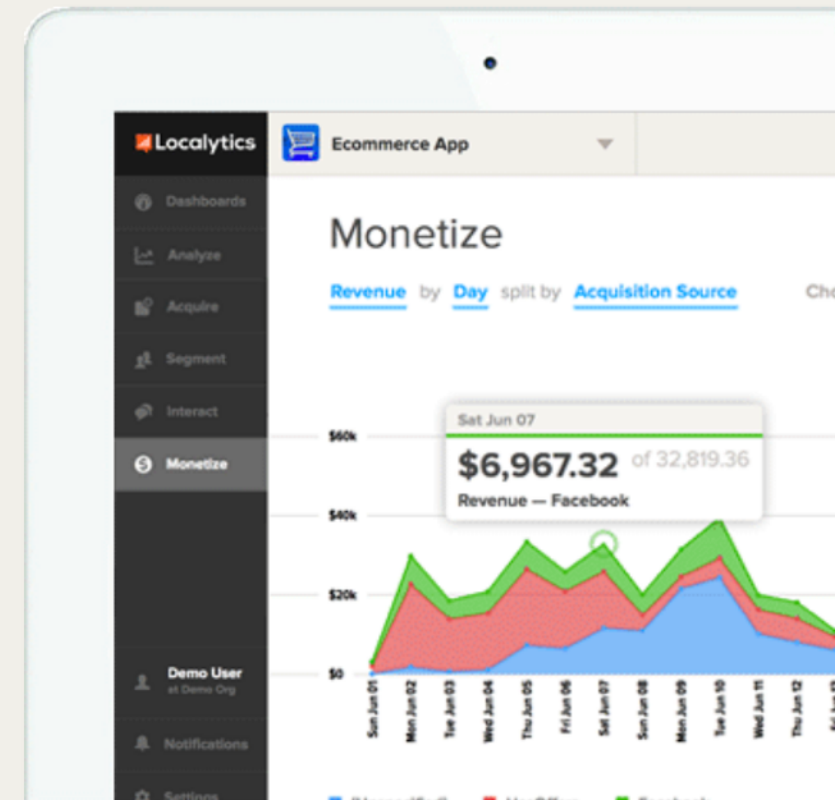 Localytics
Ecommerce App
Dashboards
Analyze
Acquire
Segment
Interact
Monetize
Demo User
at Demo Org
Notifications
Settings
Monetize
Revenue by Day split by Acquisition Source
Sat Jun 07
$6,967.32 of 32,819.36
Revenue — Facebook
$60k
$40k
$20k
$0
Sun Jun 01
Mon Jun 02
Tue Jun 03
Wed Jun 04
Thu Jun 05
Fri Jun 06
Sat Jun 07
Sun Jun 08
Mon Jun 09
Tue Jun 10
Wed Jun 11
Thu Jun 12
Facebook